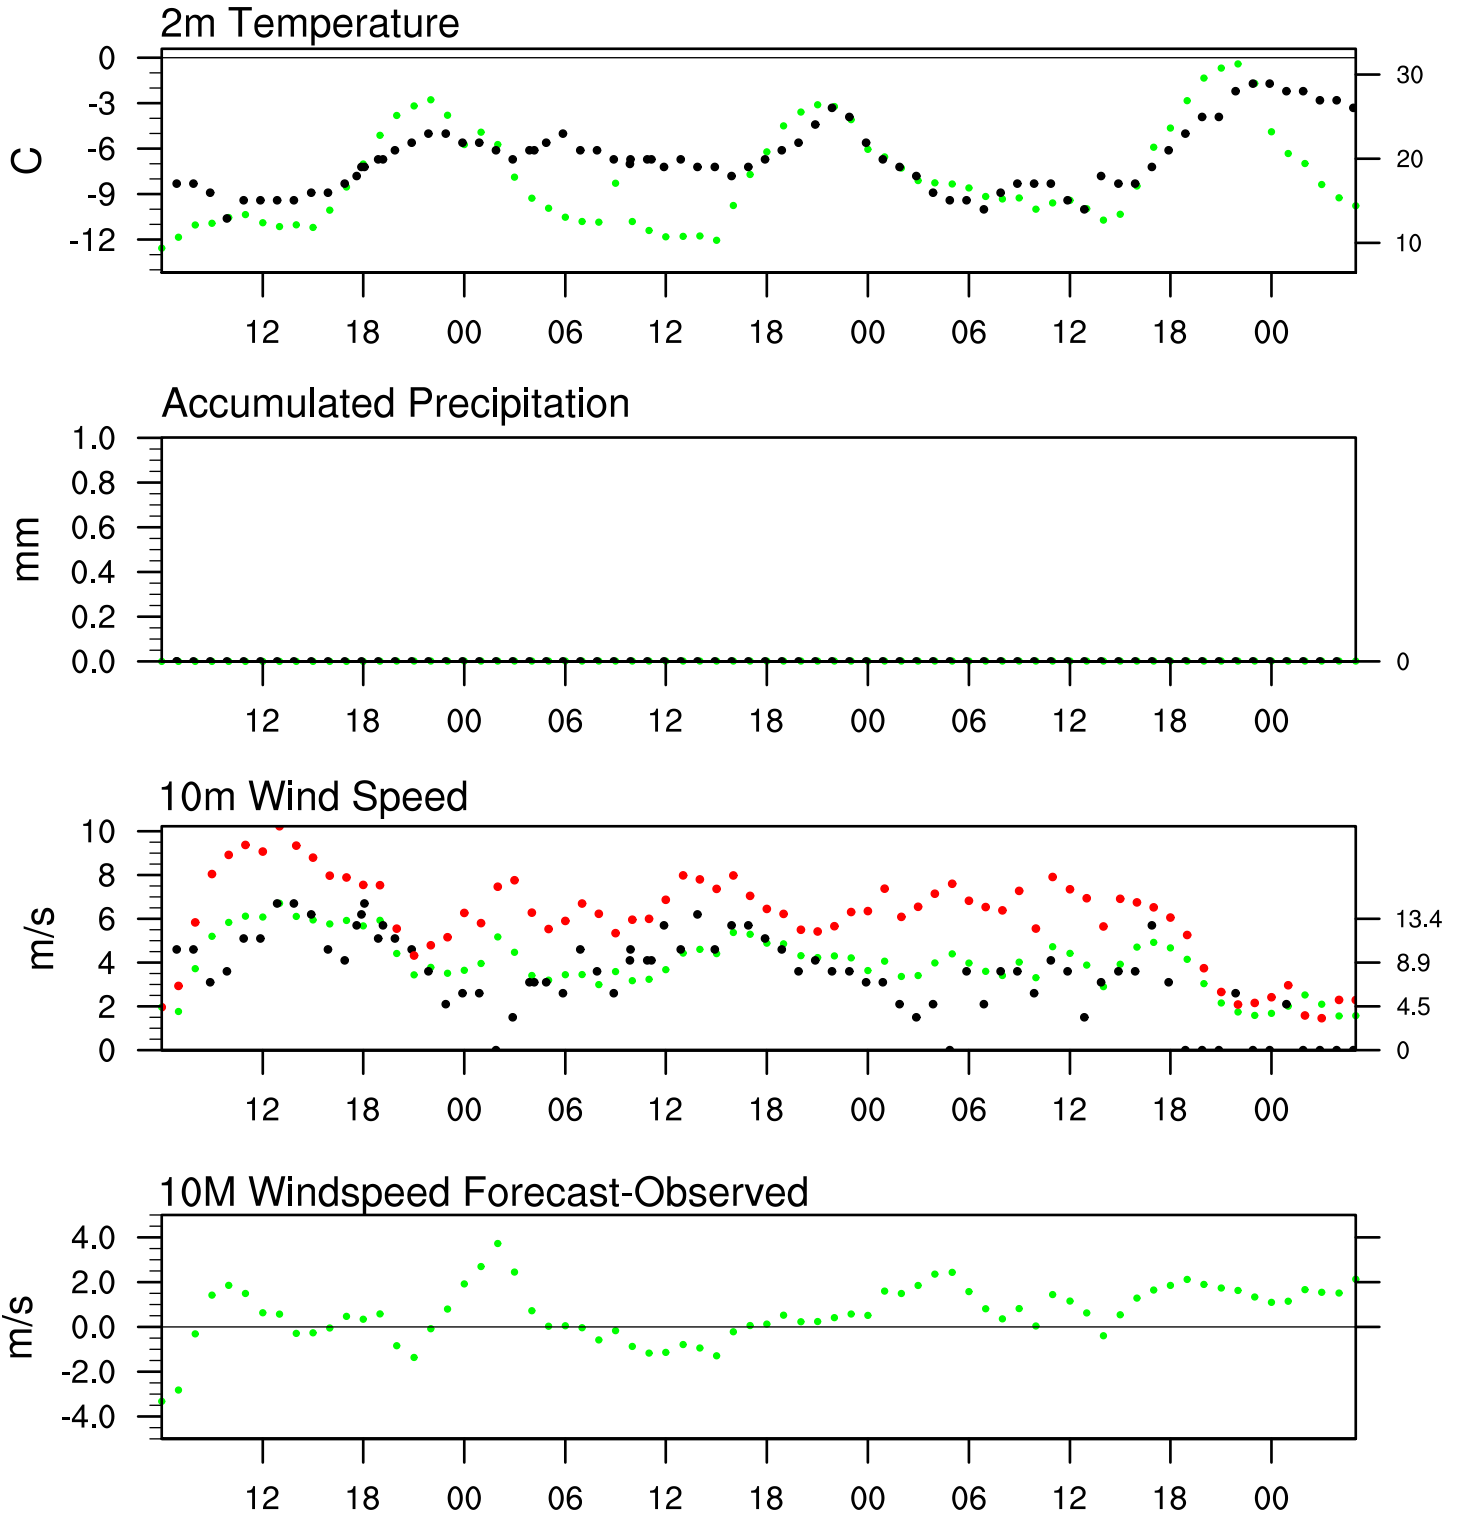 2m Temperature
C
0
-3
-6
-9
-12
30
20
10
12 18 00 06 12 18 00 06 12 18 00
Accumulated Precipitation
mm
1.0
0.8
0.6
0.4
0.2
0.0
0
12 18 00 06 12 18 00 06 12 18 00
10m Wind Speed
m/s
10
8
6
4
2
0
13.4
8.9
4.5
0
12 18 00 06 12 18 00 06 12 18 00
10M Windspeed Forecast-Observed
m/s
4.0
2.0
0.0
-2.0
-4.0
12 18 00 06 12 18 00 06 12 18 00